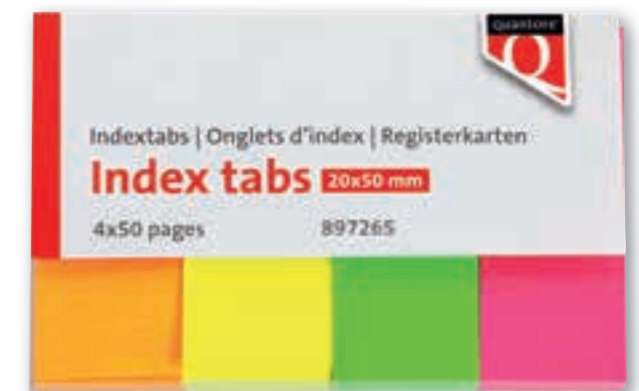 Quantore
Q
Indextabs | Onglets d'index | Registerkarten
Index tabs 20x50 mm
4x50 pages 897265